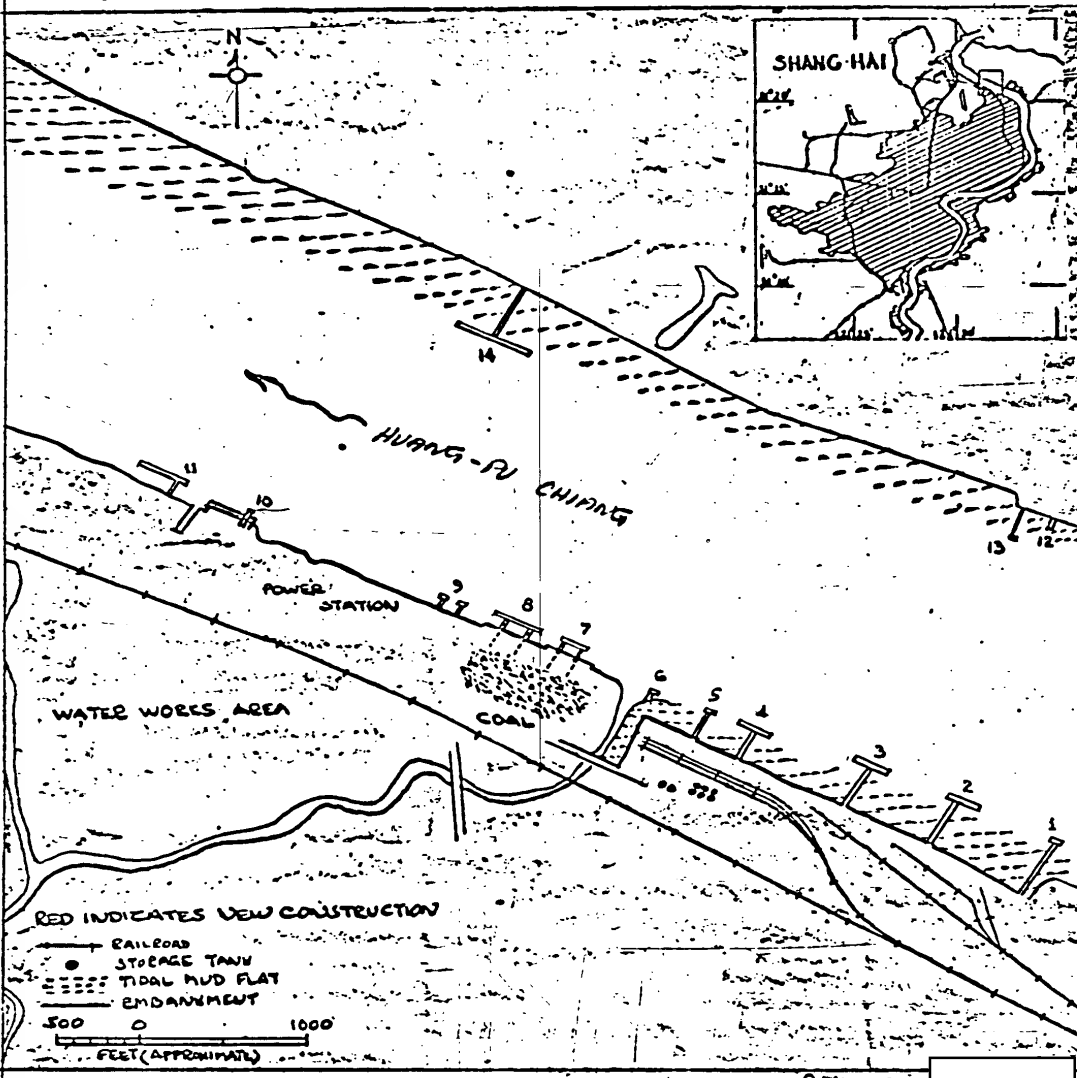 N
SHANG-HAI
14
HUANG-PU CHIANG
11
10
13
12
POWER
STATION
9
8
7
6
5
4
3
2
1
WATER WORKS AREA
COAL
RED INDICATES NEW CONSTRUCTION
RAILROAD
STORAGE TANK
TIDAL MUD FLAT
EMBANKMENT
500 0 1000'
FEET (APPROXIMATE)